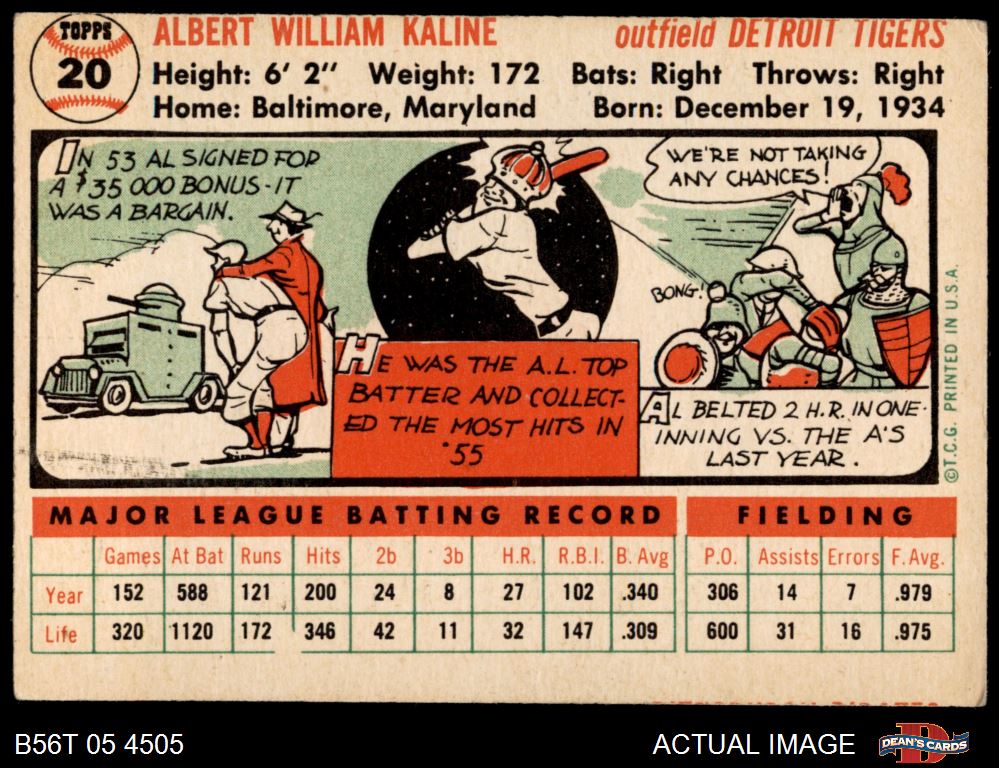 TOPPS
20
ALBERT WILLIAM KALINE outfield DETROIT TIGERS
Height: 6' 2" Weight: 172 Bats: Right Throws: Right
Home: Baltimore, Maryland Born: December 19, 1934
IN 53 AL SIGNED FOR
A $35 000 BONUS-IT
WAS A BARGAIN.
HE WAS THE A.L. TOP
BATTER AND COLLECT-
ED THE MOST HITS IN
'55
WE'RE NOT TAKING
ANY CHANCES!
BONG!
AL BELTED 2 H.R. IN ONE-
INNING VS. THE A'S
LAST YEAR.
© T.C.G. PRINTED IN U.S.A.
MAJOR LEAGUE BATTING RECORD FIELDING
Games At Bat Runs Hits 2b 3b H.R. R.B.I. B. Avg P.O. Assists Errors F. Avg.
Year 152 588 121 200 24 8 27 102 .340 306 14 7 .979
Life 320 1120 172 346 42 11 32 147 .309 600 31 16 .975
B56T 05 4505 ACTUAL IMAGE DEAN'S CARDS